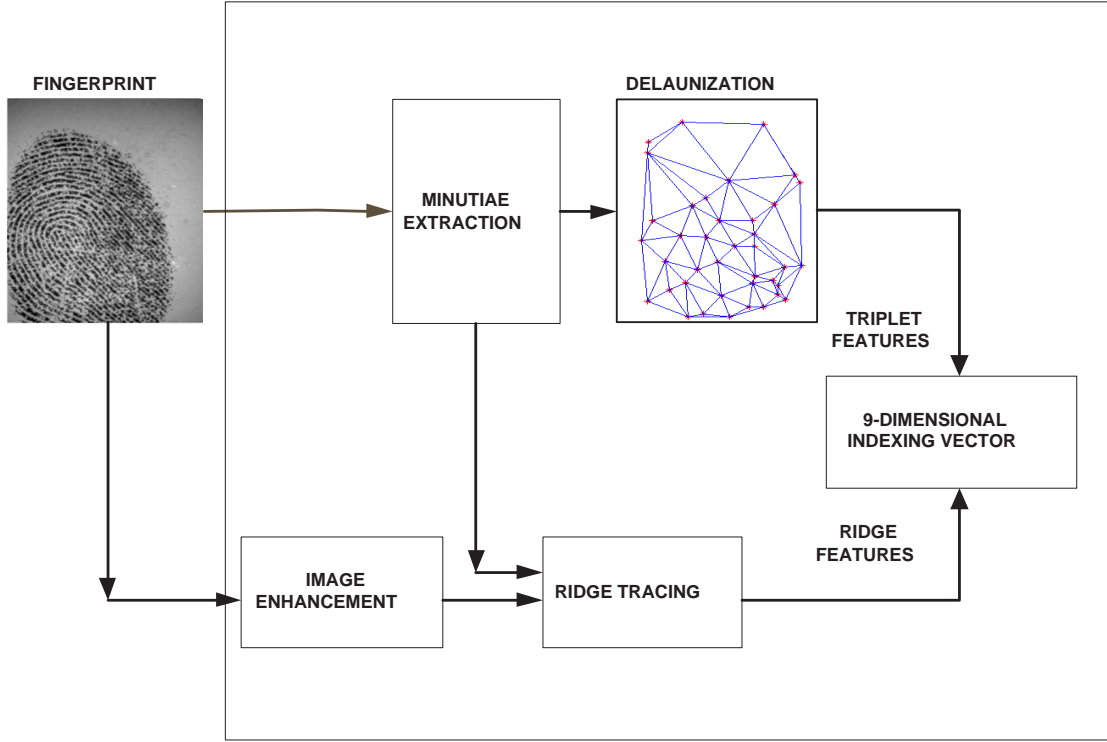 FINGERPRINT
DELAUNIZATION
MINUTIAE
EXTRACTION
TRIPLET
FEATURES
9-DIMENSIONAL
INDEXING VECTOR
RIDGE
FEATURES
IMAGE
ENHANCEMENT
RIDGE TRACING